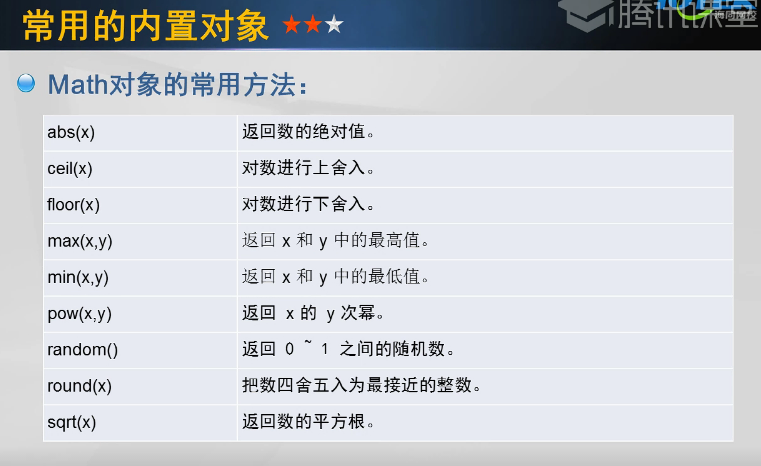 常用的内置对象
腾讯课堂
Math对象的常用方法：
abs(x) 返回数的绝对值。
ceil(x) 对数进行上舍入。
floor(x) 对数进行下舍入。
max(x,y) 返回 x 和 y 中的最高值。
min(x,y) 返回 x 和 y 中的最低值。
pow(x,y) 返回 x 的 y 次幂。
random() 返回 0 ~ 1 之间的随机数。
round(x) 把数四舍五入为最接近的整数。
sqrt(x) 返回数的平方根。